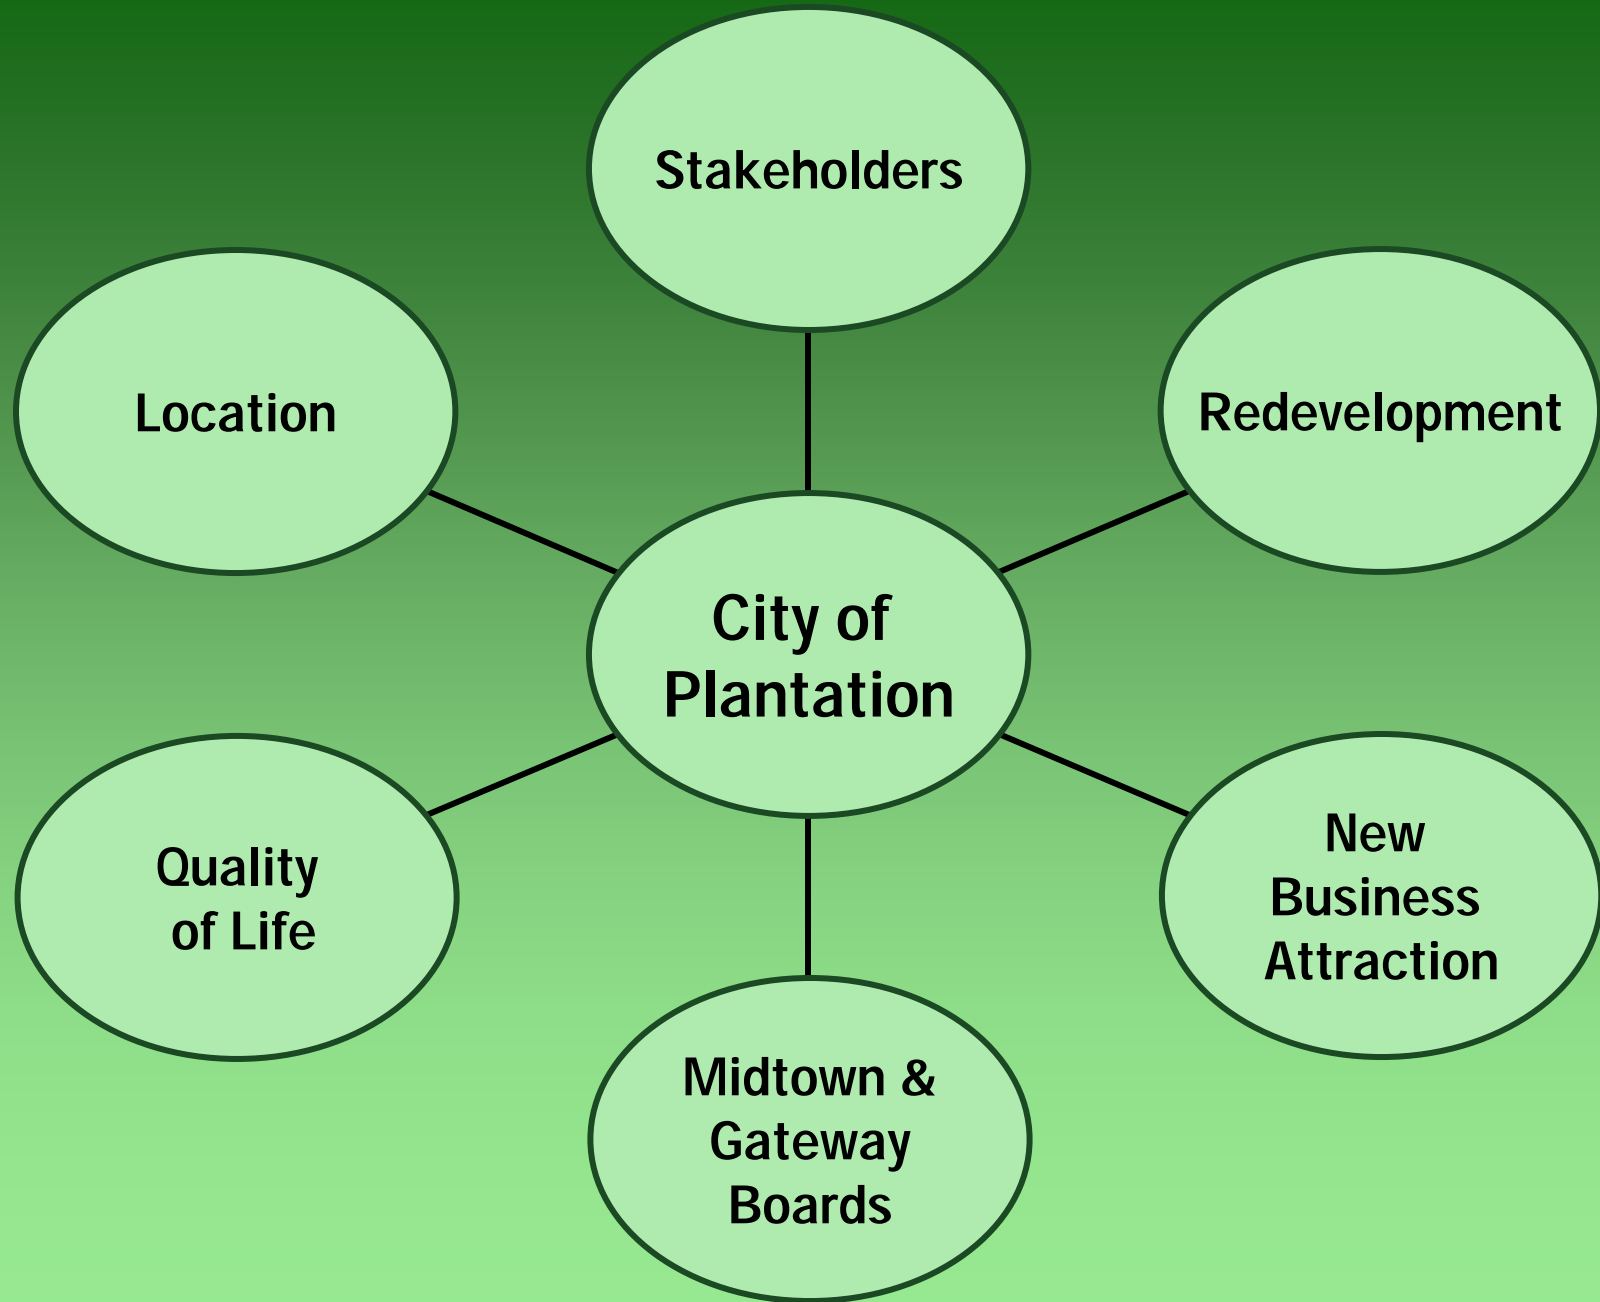 Stakeholders
Location
Redevelopment
City of
Plantation
Quality
of Life
New
Business
Attraction
Midtown &
Gateway
Boards